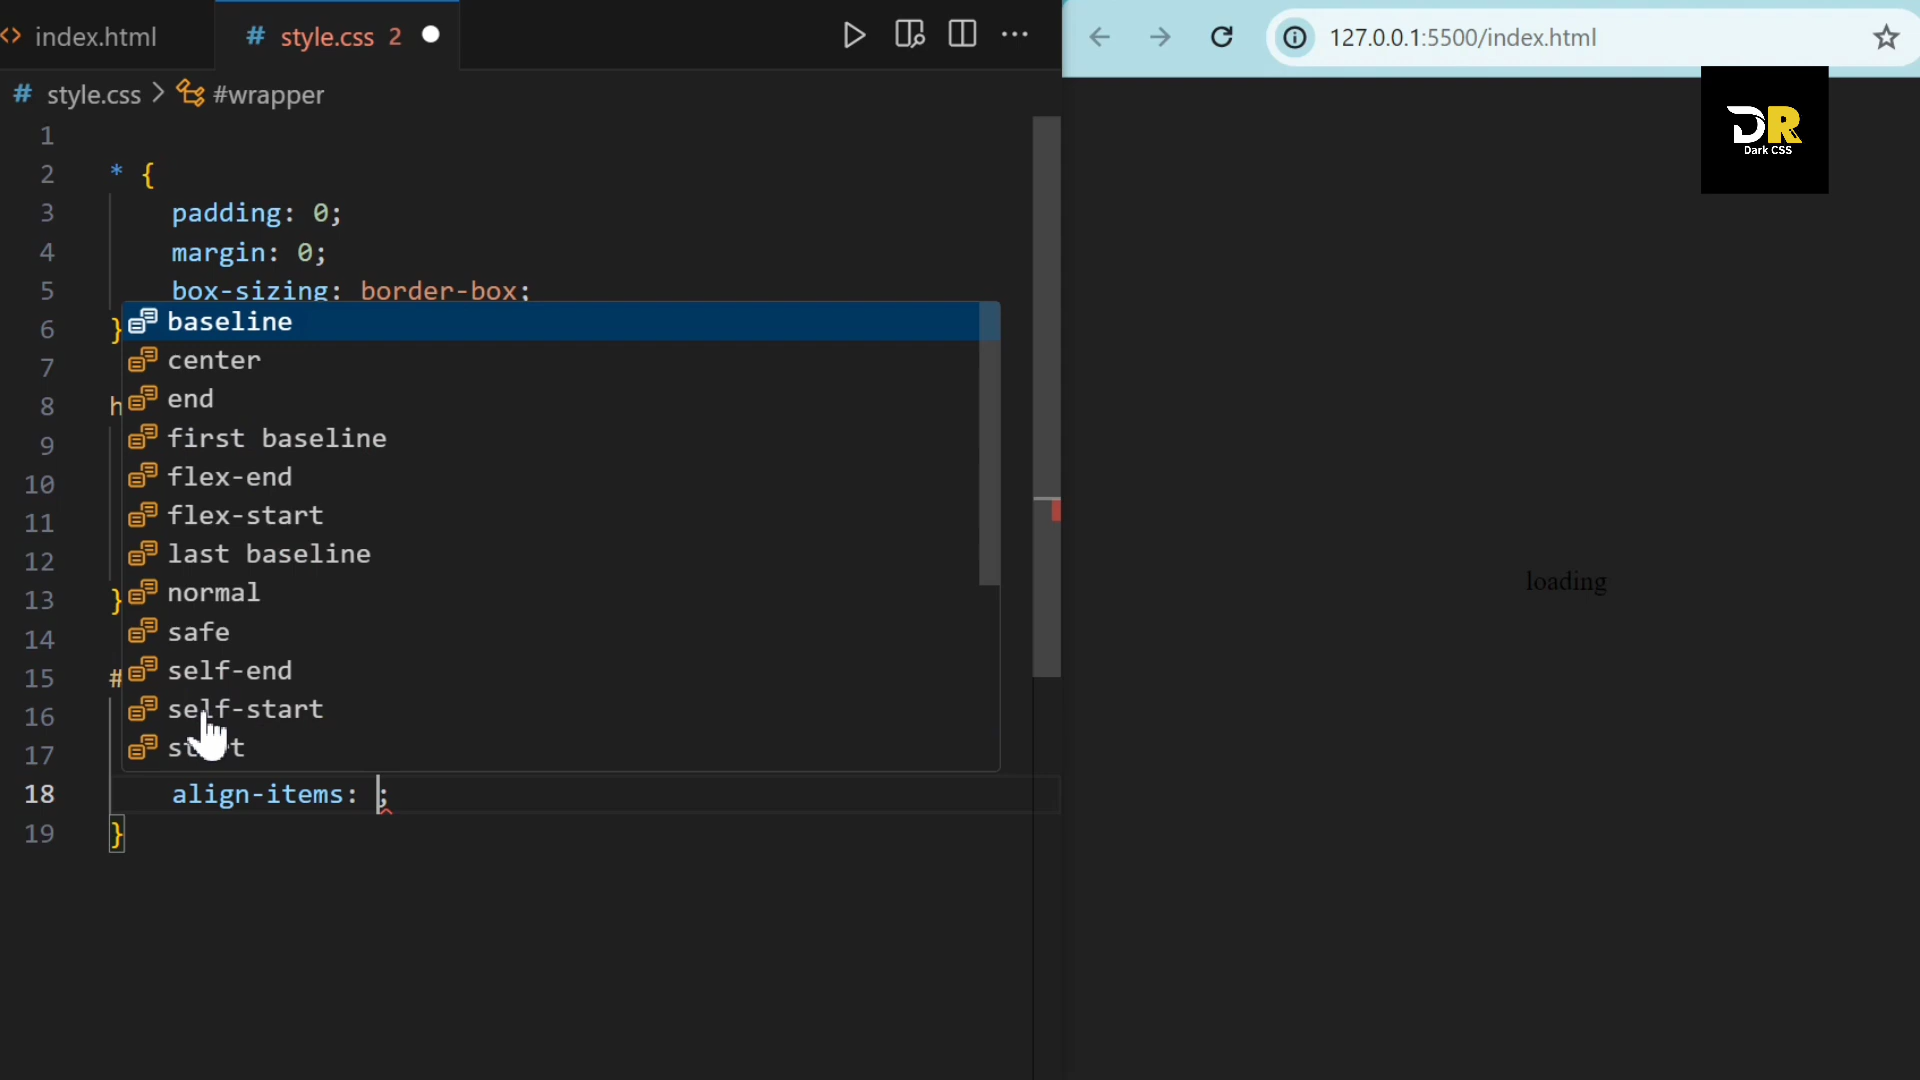 <> index.html
# style.css 2
127.0.0.1:5500/index.html
# style.css > #wrapper
DR
Dark CSS
1
2 * {
3 padding: 0;
4 margin: 0;
5 box-sizing: border-box;
6 }
baseline
7 center
8 h end
9 first baseline
10 flex-end
11 flex-start
12 last baseline
13 } normal
14 safe
15 # self-end
16 self-start
17
18 align-items: ;
19 }
loading